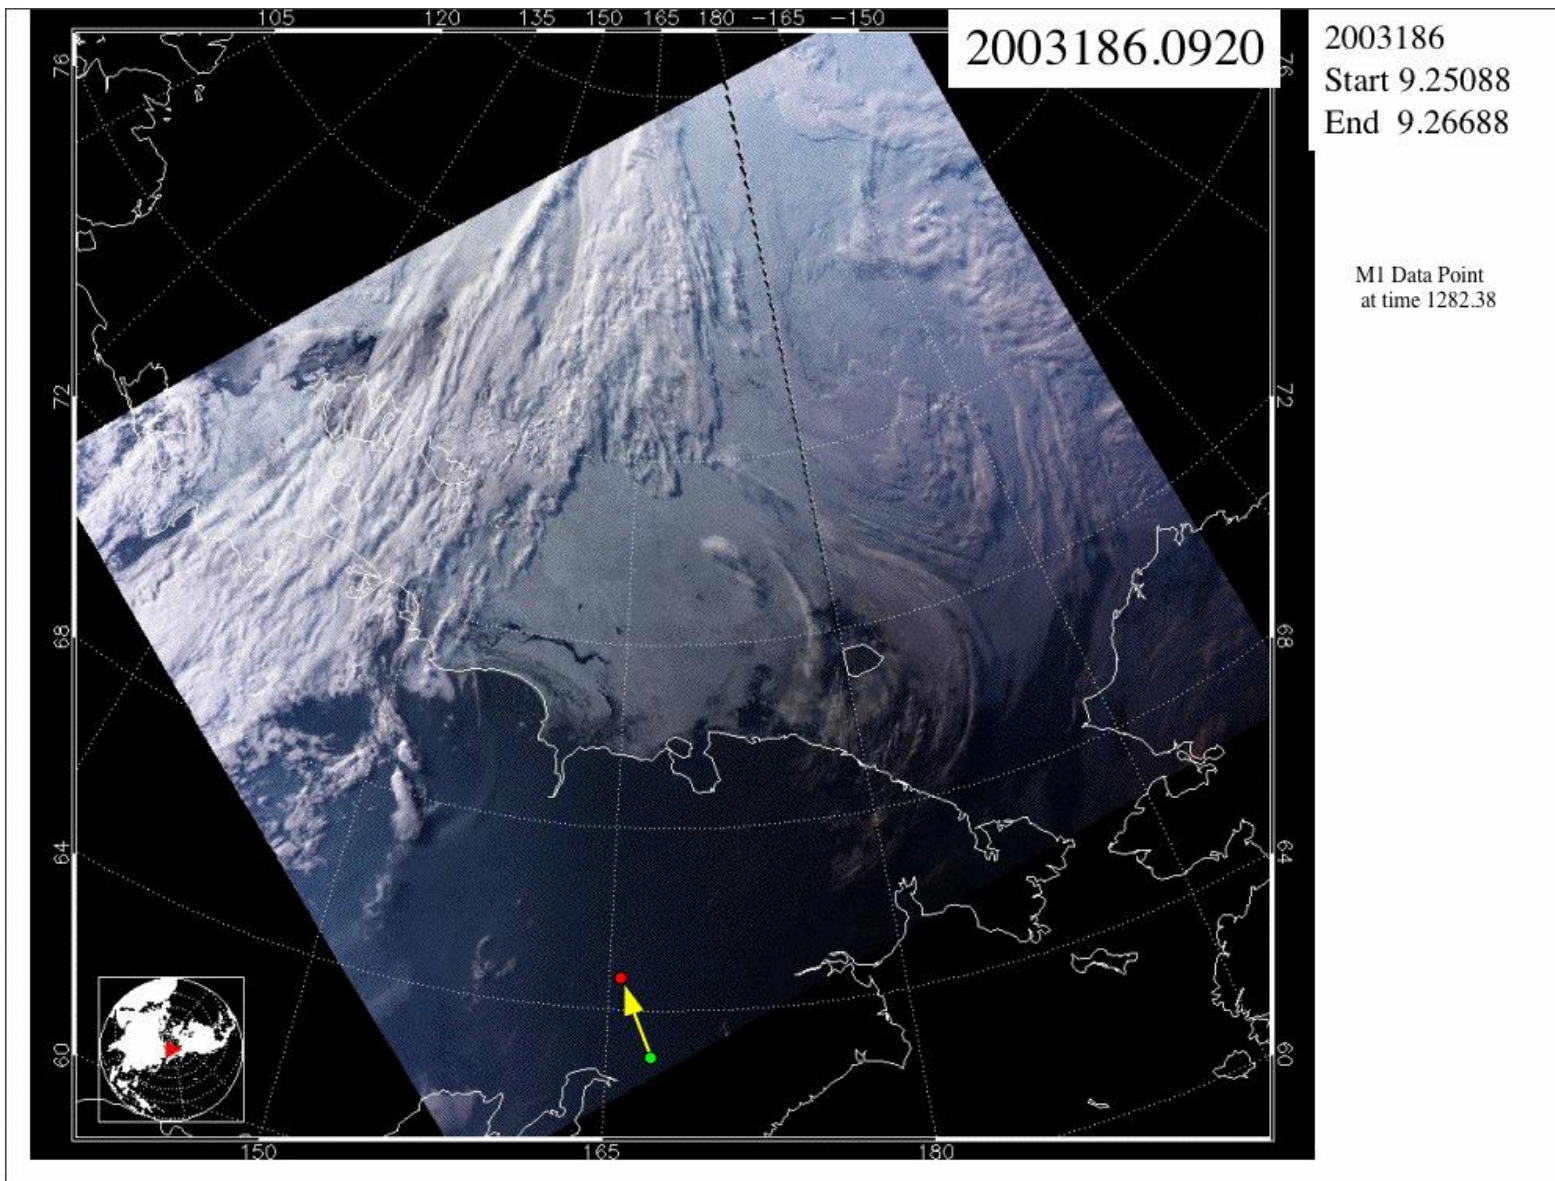 105 120 135 150 165 180 −165 −150
2003186.0920
2003186
Start 9.25088
End 9.26688
76 76
M1 Data Point
at time 1282.38
72 72
68 68
64 64
60 60
150 165 180